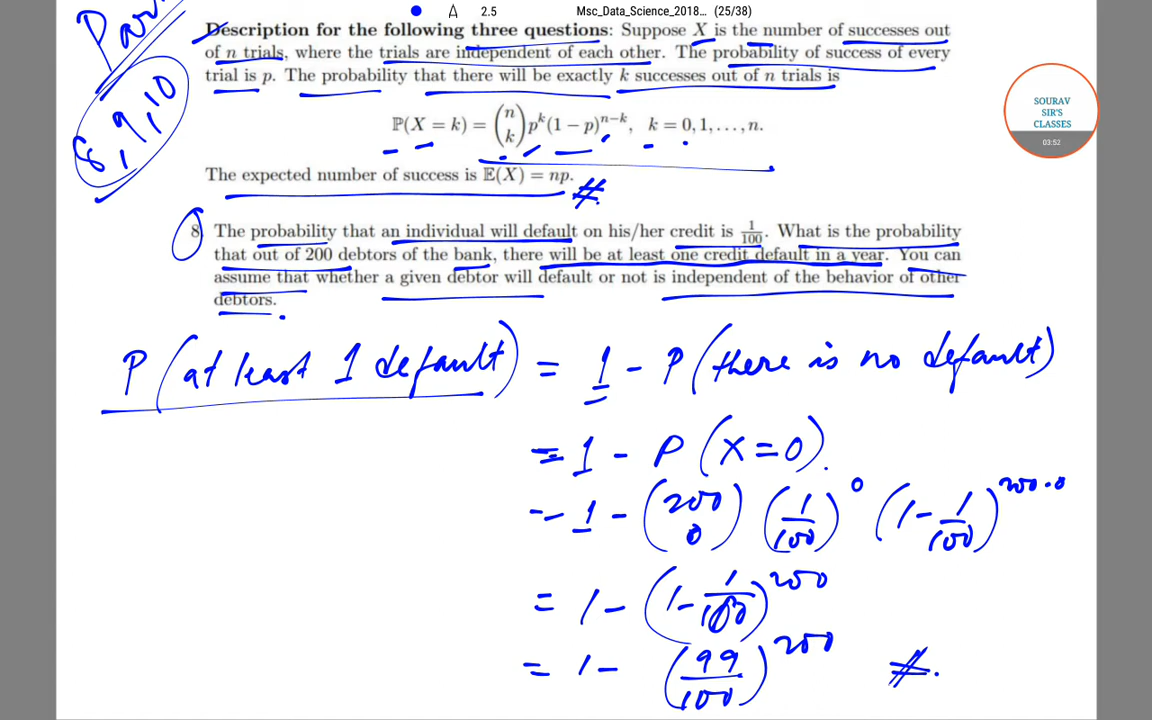 2.5 Msc_Data_Science_2018... (25/38)
Part
8, 9, 10
Description for the following three questions: Suppose X is the number of successes out
of n trials, where the trials are independent of each other. The probability of success of every
trial is p. The probability that there will be exactly k successes out of n trials is
ℙ(X = k) = (n k) p^k (1 − p)^{n−k}, k = 0, 1, . . . , n.
The expected number of success is 𝔼(X) = np. #
SOURAV
SIR'S
CLASSES
03:52
8. The probability that an individual will default on his/her credit is 1/100. What is the probability
that out of 200 debtors of the bank, there will be at least one credit default in a year. You can
assume that whether a given debtor will default or not is independent of the behavior of other
debtors.
P (at least 1 default) = 1 - P (there is no default)
= 1 - P (X=0).
= 1 - (200 0) (1/100)^0 (1 - 1/100)^{200-0}
= 1 - (1 - 1/100)^{200}
= 1 - (99/100)^{200} #.